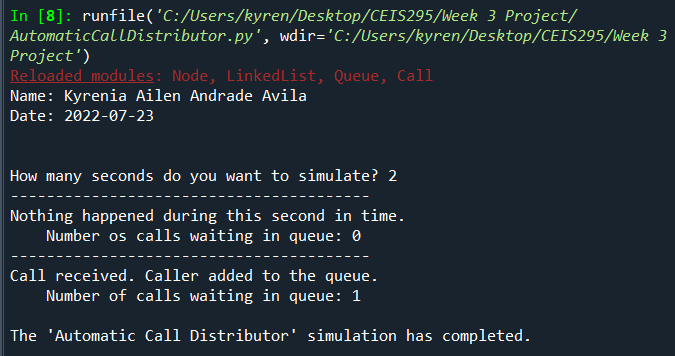 In [8]: runfile('C:/Users/kyren/Desktop/CEIS295/Week 3 Project/
AutomaticCallDistributor.py', wdir='C:/Users/kyren/Desktop/CEIS295/Week 3
Project')
Reloaded modules: Node, LinkedList, Queue, Call
Name: Kyrenia Ailen Andrade Avila
Date: 2022-07-23
How many seconds do you want to simulate? 2
----------------------------------------
Nothing happened during this second in time.
    Number os calls waiting in queue: 0
----------------------------------------
Call received. Caller added to the queue.
    Number of calls waiting in queue: 1
The 'Automatic Call Distributor' simulation has completed.